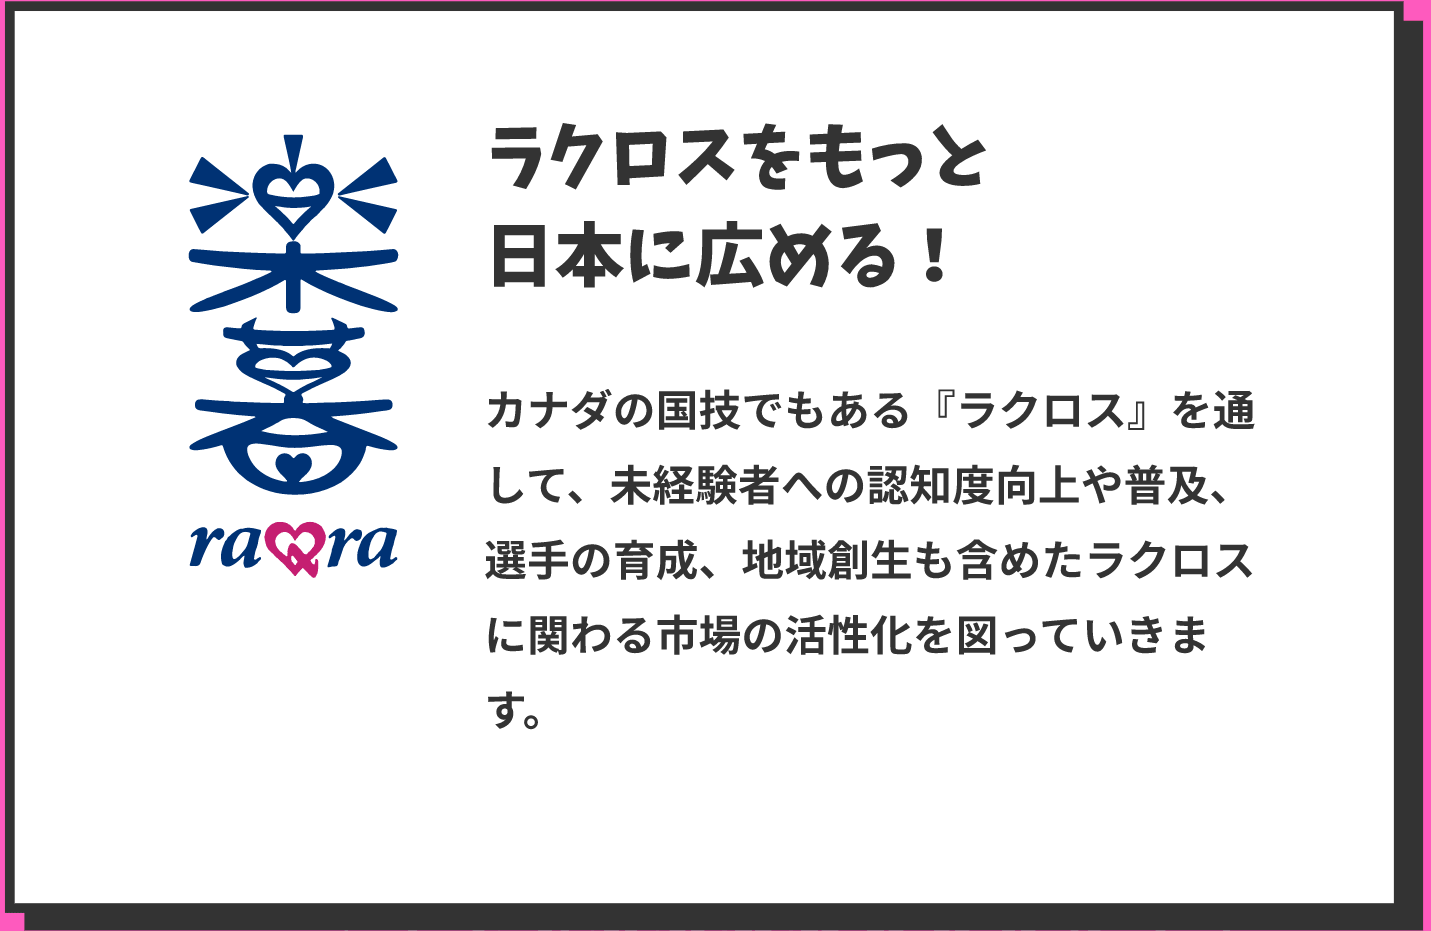 楽
暮
raQra
ラクロスをもっと
日本に広める！
カナダの国技でもある『ラクロス』を通
して、未経験者への認知度向上や普及、
選手の育成、地域創生も含めたラクロス
に関わる市場の活性化を図っていきま
す。